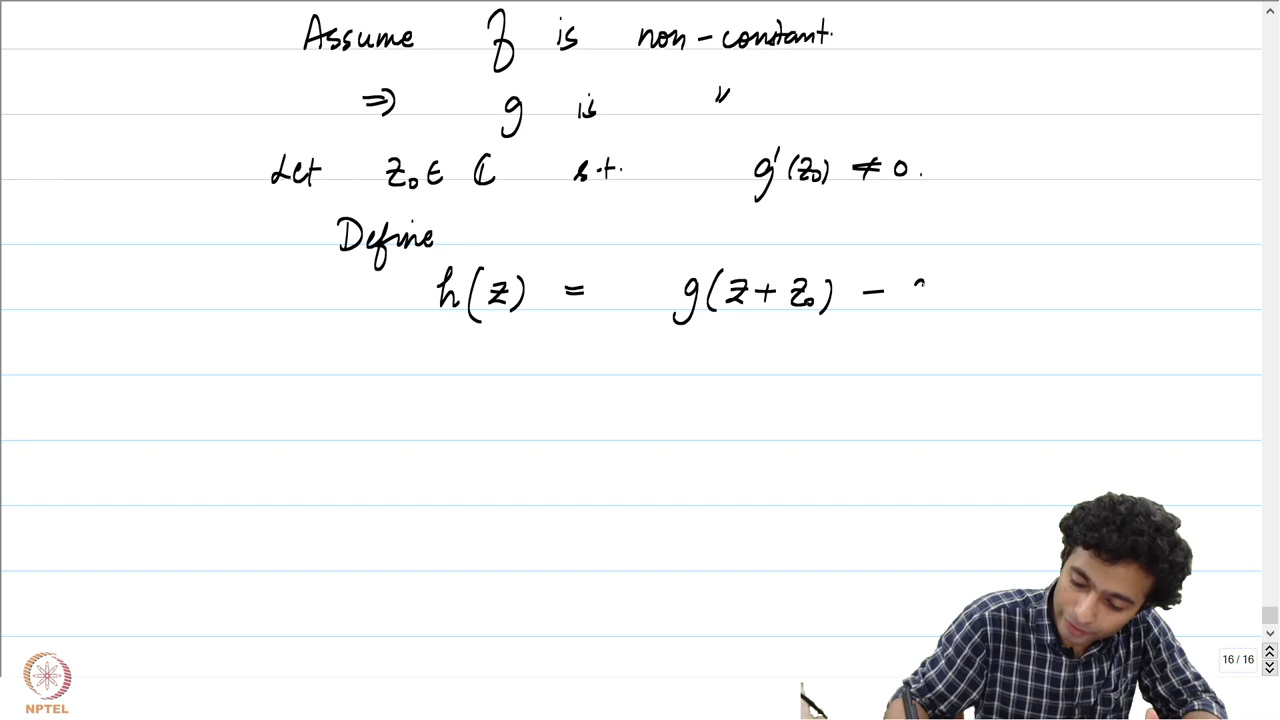 Assume f is non-constant.
⇒ g is "
Let z₀ ∈ ℂ s.t. g'(z₀) ≠ 0.
Define
h(z) = g(z + z₀) -
16 / 16
NPTEL